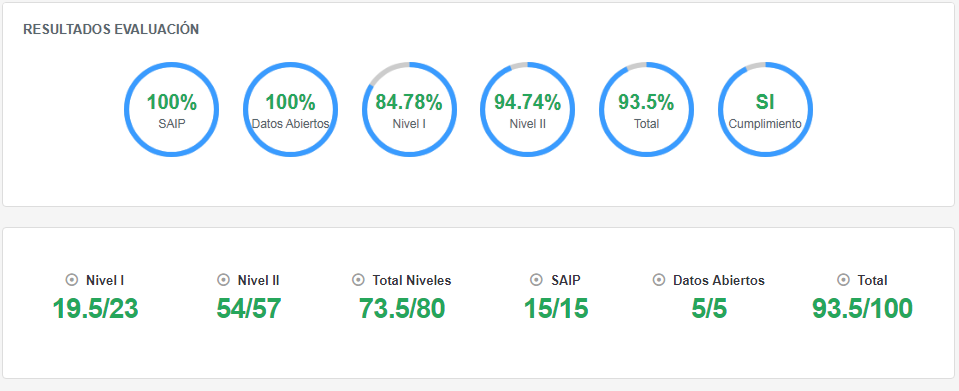 RESULTADOS EVALUACIÓN
100%
SAIP
100%
Datos Abiertos
84.78%
Nivel I
94.74%
Nivel II
93.5%
Total
SI
Cumplimiento
Nivel I
19.5/23
Nivel II
54/57
Total Niveles
73.5/80
SAIP
15/15
Datos Abiertos
5/5
Total
93.5/100